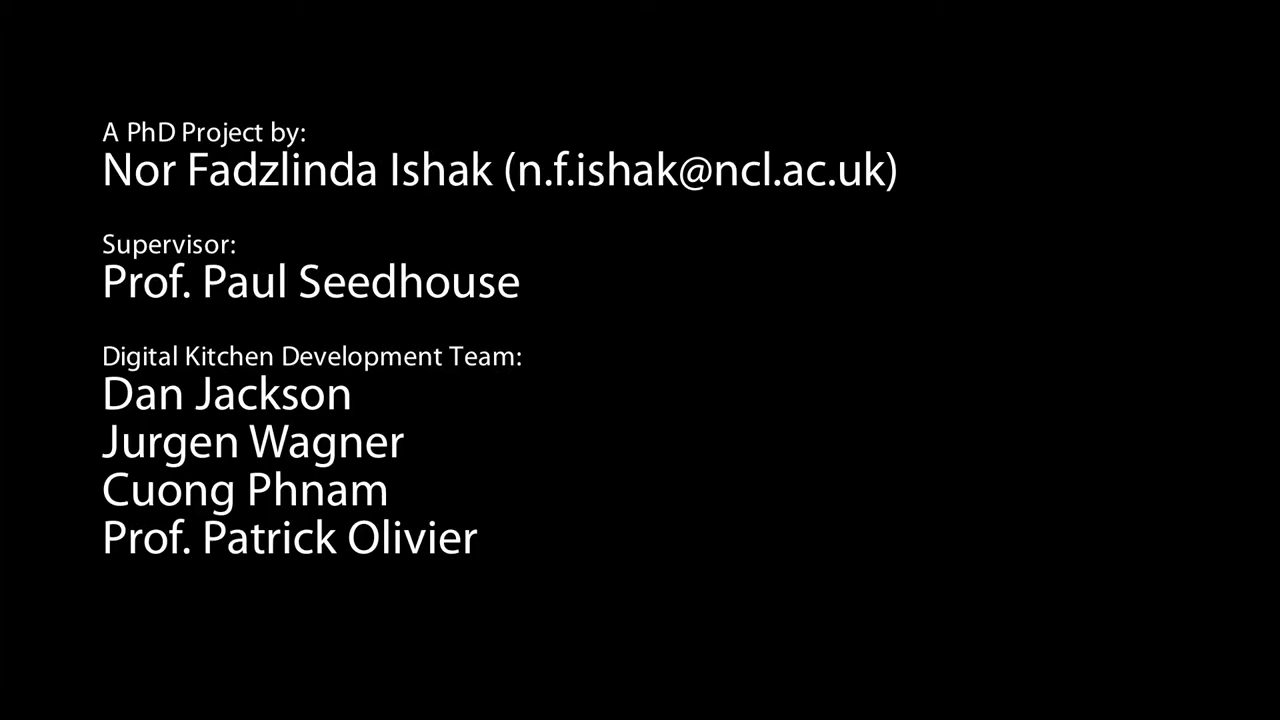 A PhD Project by:
Nor Fadzlinda Ishak (n.f.ishak@ncl.ac.uk)
Supervisor:
Prof. Paul Seedhouse
Digital Kitchen Development Team:
Dan Jackson
Jurgen Wagner
Cuong Phnam
Prof. Patrick Olivier